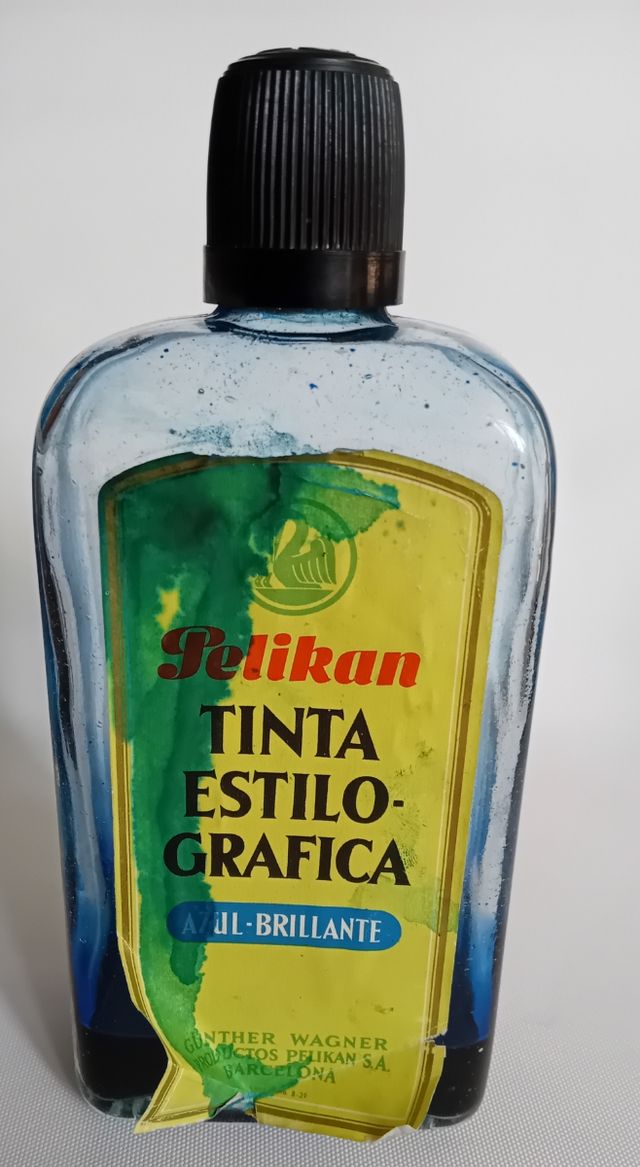 Pelikan
TINTA
ESTILO-
GRAFICA
AZUL-BRILLANTE
GÜNTHER WAGNER
PRODUCTOS PELIKAN S.A.
BARCELONA